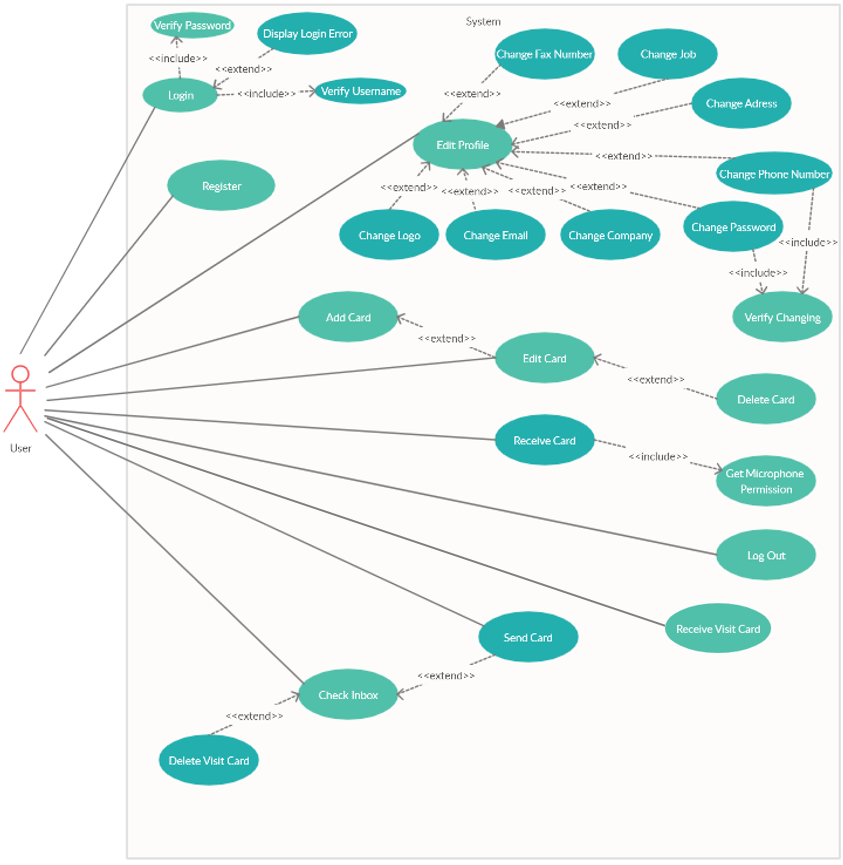 System
Verify Password
Display Login Error
Change Fax Number
Change Job
<<include>>
<<extend>>
Login
<<include>>
Verify Username
<<extend>>
<<extend>>
Change Adress
<<extend>>
Edit Profile
<<extend>>
Change Phone Number
Register
<<extend>>
<<extend>>
<<extend>>
<<extend>>
Change Logo
Change Email
Change Company
Change Password
<<include>>
<<include>>
Add Card
Verify Changing
<<extend>>
Edit Card
<<extend>>
Delete Card
User
Receive Card
<<include>>
Get Microphone
Permission
Log Out
Receive Visit Card
Send Card
<<extend>>
Check Inbox
<<extend>>
Delete Visit Card